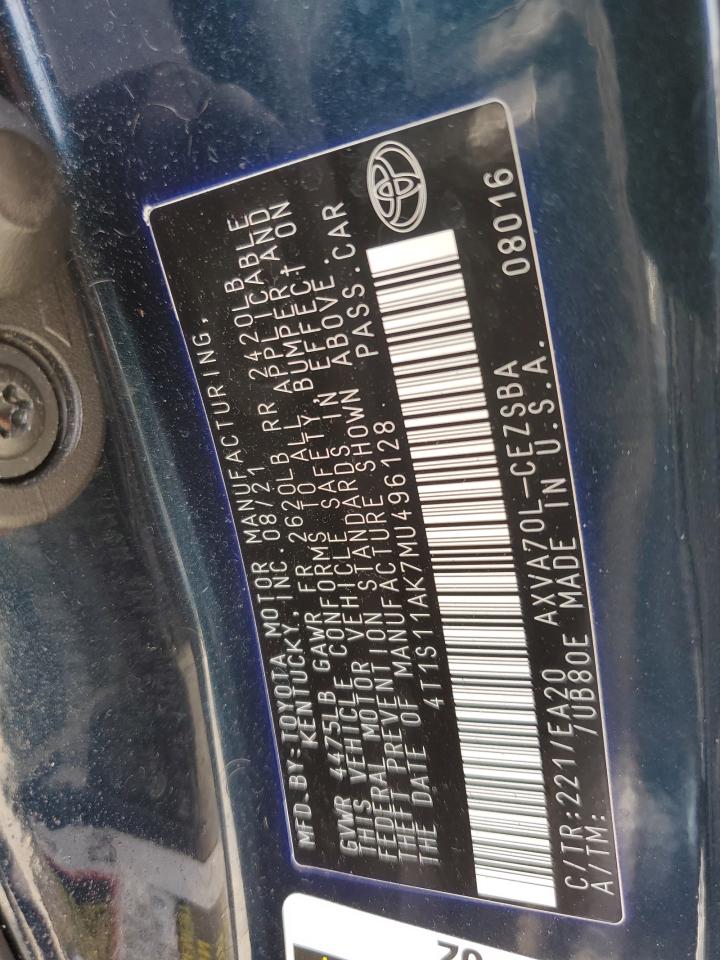 MFD. BY: TOYOTA MOTOR MANUFACTURING,
KENTUCKY, INC. 08/21
GVWR 4475LB GAWR FR 2620LB RR 2420LB
THIS VEHICLE CONFORMS TO ALL APPLICABLE
FEDERAL MOTOR VEHICLE SAFETY, BUMPER, AND
THEFT PREVENTION STANDARDS IN EFFECT ON
THE DATE OF MANUFACTURE SHOWN ABOVE.
4T1S11AK7MU496128 PASS.CAR
C/TR:221/EA20 AXVA70L-CEZSBA 08016
A/TM: /UB80E MADE IN U.S.A.